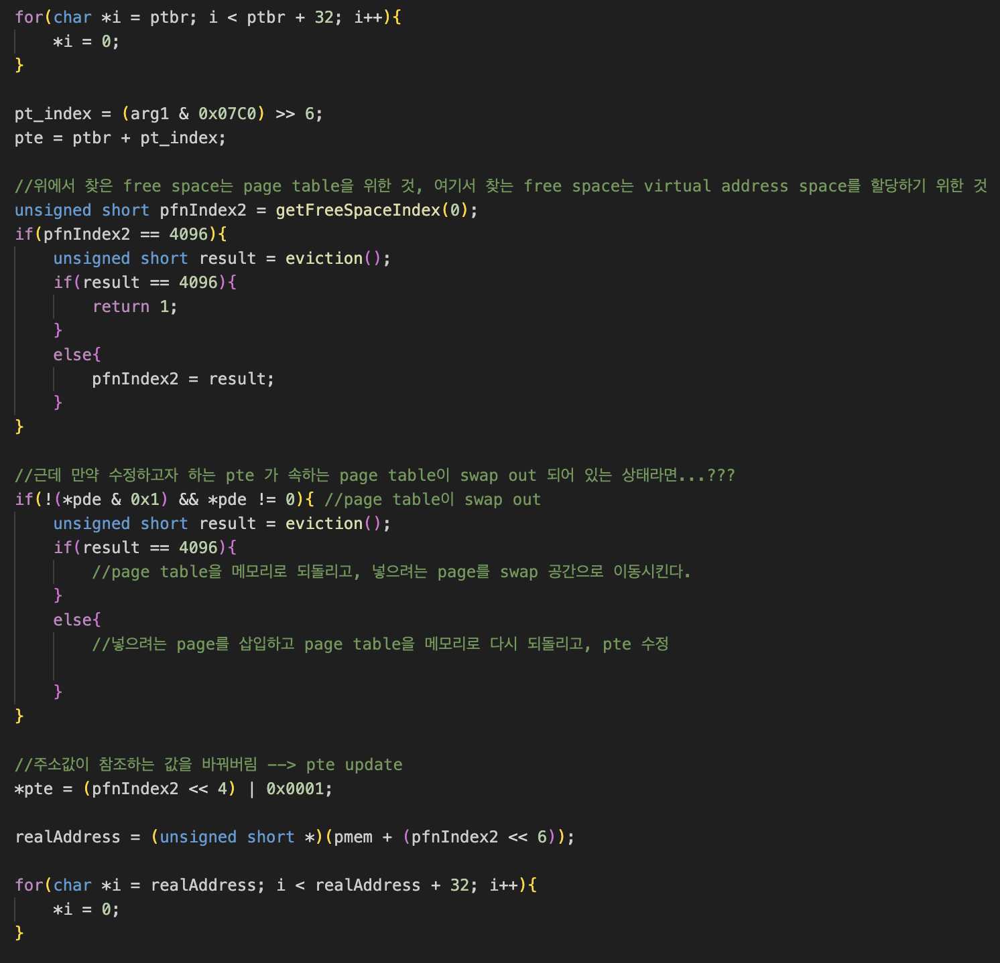 for(char *i = ptbr; i < ptbr + 32; i++){
    *i = 0;
}
pt_index = (arg1 & 0x07C0) >> 6;
pte = ptbr + pt_index;
//위에서 찾은 free space는 page table을 위한 것, 여기서 찾는 free space는 virtual address space를 할당하기 위한 것
unsigned short pfnIndex2 = getFreeSpaceIndex(0);
if(pfnIndex2 == 4096){
    unsigned short result = eviction();
    if(result == 4096){
        return 1;
    }
    else{
        pfnIndex2 = result;
    }
}
//근데 만약 수정하고자 하는 pte 가 속하는 page table이 swap out 되어 있는 상태라면...???
if(!(*pde & 0x1) && *pde != 0){ //page table이 swap out
    unsigned short result = eviction();
    if(result == 4096){
        //page table을 메모리로 되돌리고, 넣으려는 page를 swap 공간으로 이동시킨다.
    }
    else{
        //넣으려는 page를 삽입하고 page table을 메모리로 다시 되돌리고, pte 수정
    }
}
//주소값이 참조하는 값을 바꿔버림 --> pte update
*pte = (pfnIndex2 << 4) | 0x0001;
realAddress = (unsigned short *)(pmem + (pfnIndex2 << 6));
for(char *i = realAddress; i < realAddress + 32; i++){
    *i = 0;
}